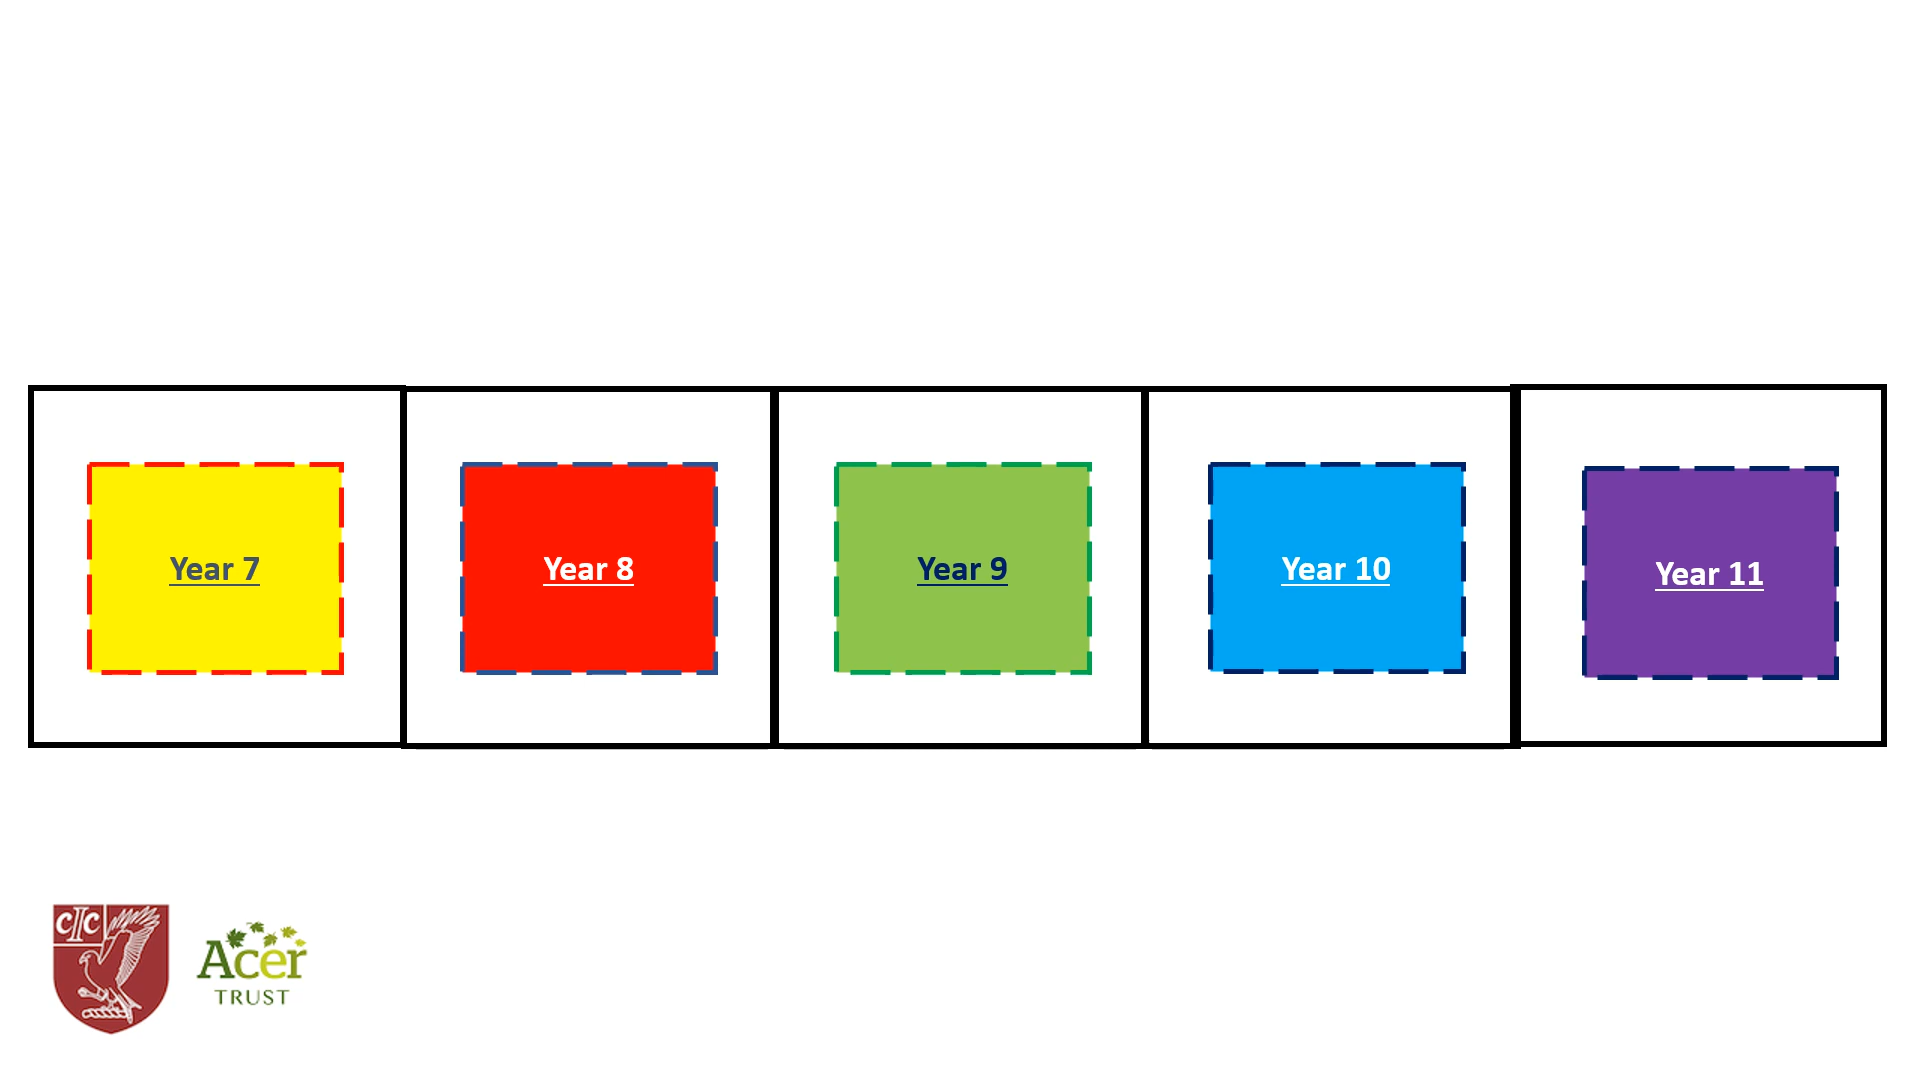 Year 7
Year 8
Year 9
Year 10
Year 11
CIC
Acer
TRUST